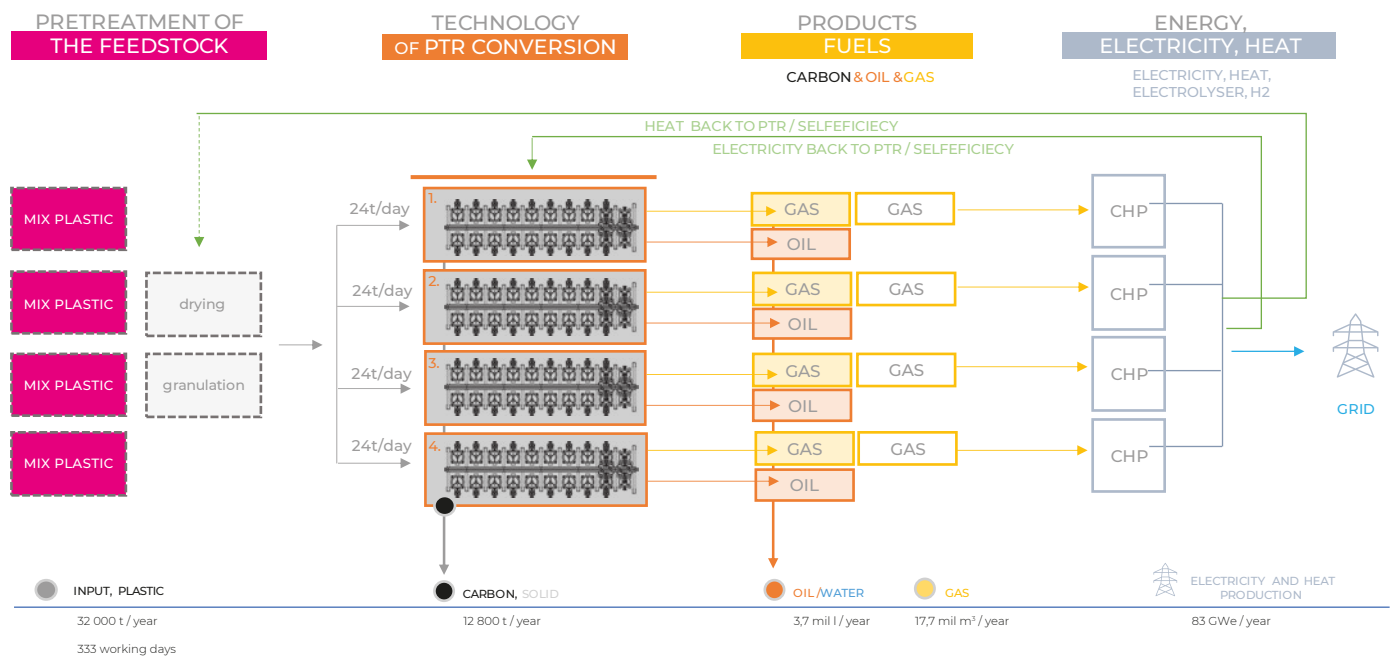 PRETREATMENT OF
THE FEEDSTOCK
TECHNOLOGY
OF PTR CONVERSION
PRODUCTS
FUELS
CARBON & OIL & GAS
ENERGY,
ELECTRICITY, HEAT
ELECTRICITY, HEAT,
ELECTROLYSER, H2
HEAT BACK TO PTR / SELFEFICIECY
ELECTRICITY BACK TO PTR / SELFEFICIECY
MIX PLASTIC
MIX PLASTIC
MIX PLASTIC
MIX PLASTIC
drying
granulation
24t/day
24t/day
24t/day
24t/day
1.
2.
3.
4.
GAS
GAS
OIL
GAS
GAS
OIL
GAS
GAS
OIL
GAS
GAS
OIL
CHP
CHP
CHP
CHP
GRID
INPUT, PLASTIC
32 000 t / year
333 working days
CARBON, SOLID
12 800 t / year
OIL/WATER
3,7 mil l / year
GAS
17,7 mil m³ / year
ELECTRICITY AND HEAT
PRODUCTION
83 GWe / year